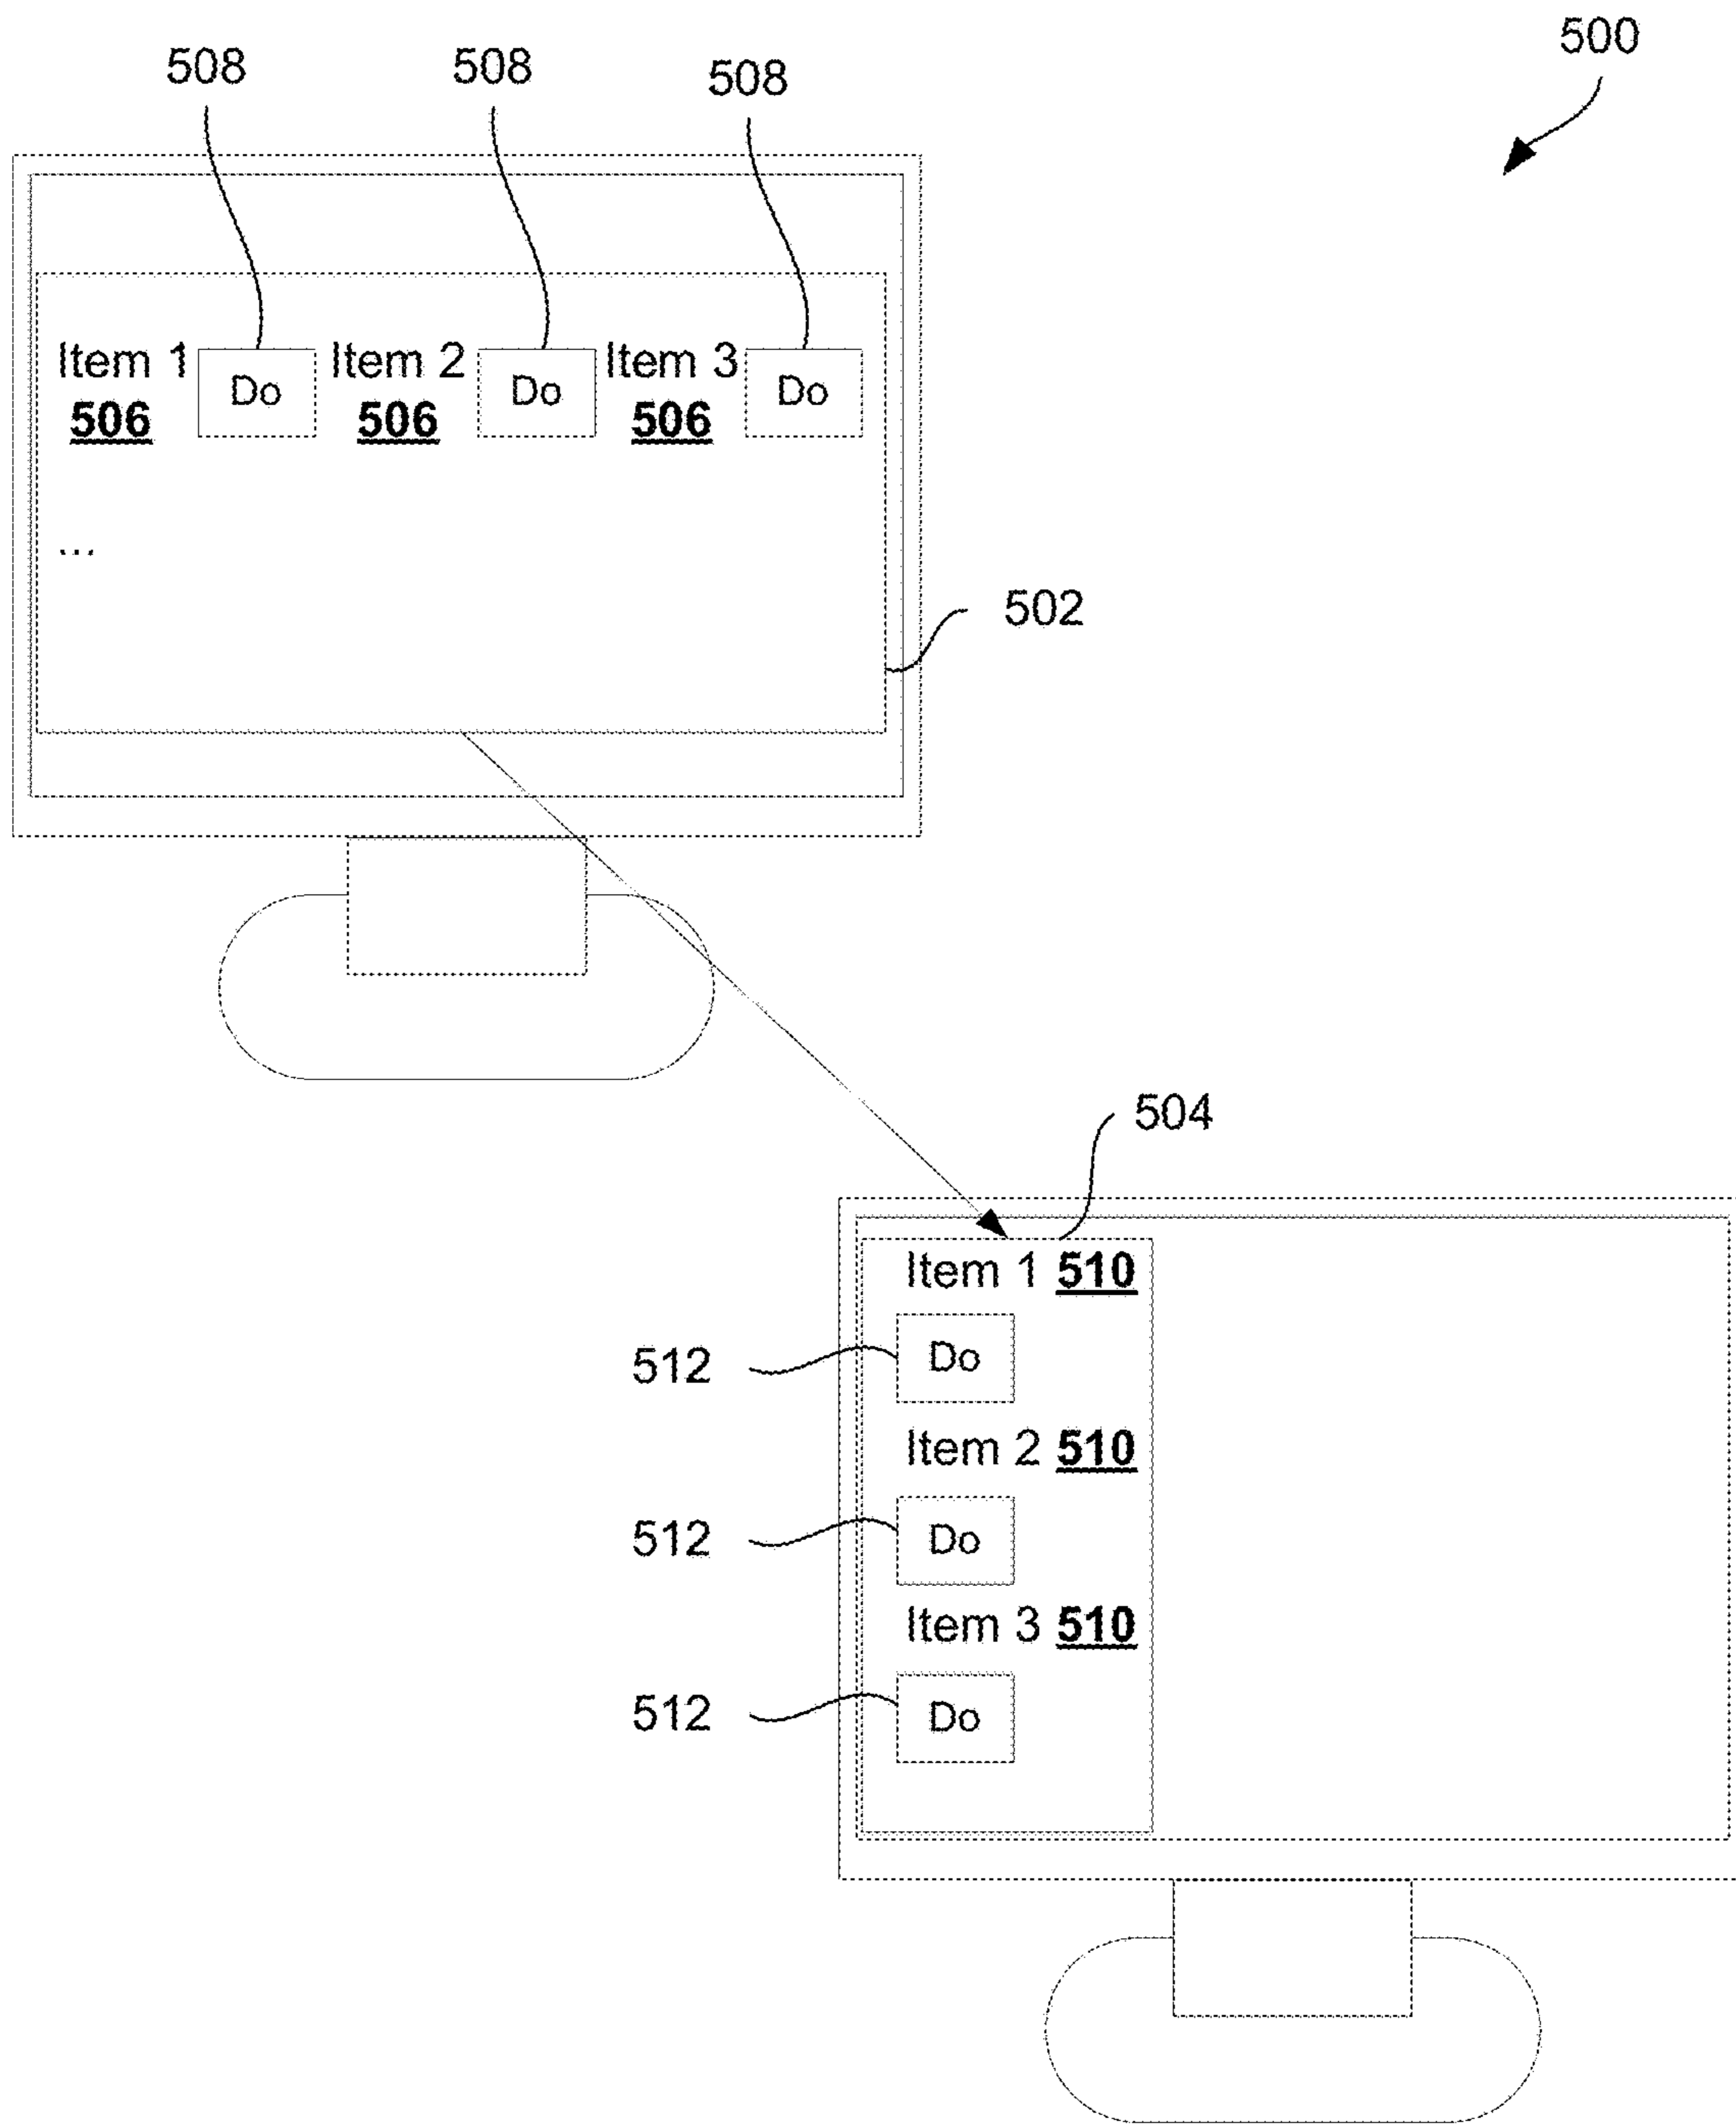 500
508 508 508
Item 1 Do Item 2 Do Item 3 Do
506 506 506
...
502
504
Item 1 510
512 Do
Item 2 510
512 Do
Item 3 510
512 Do